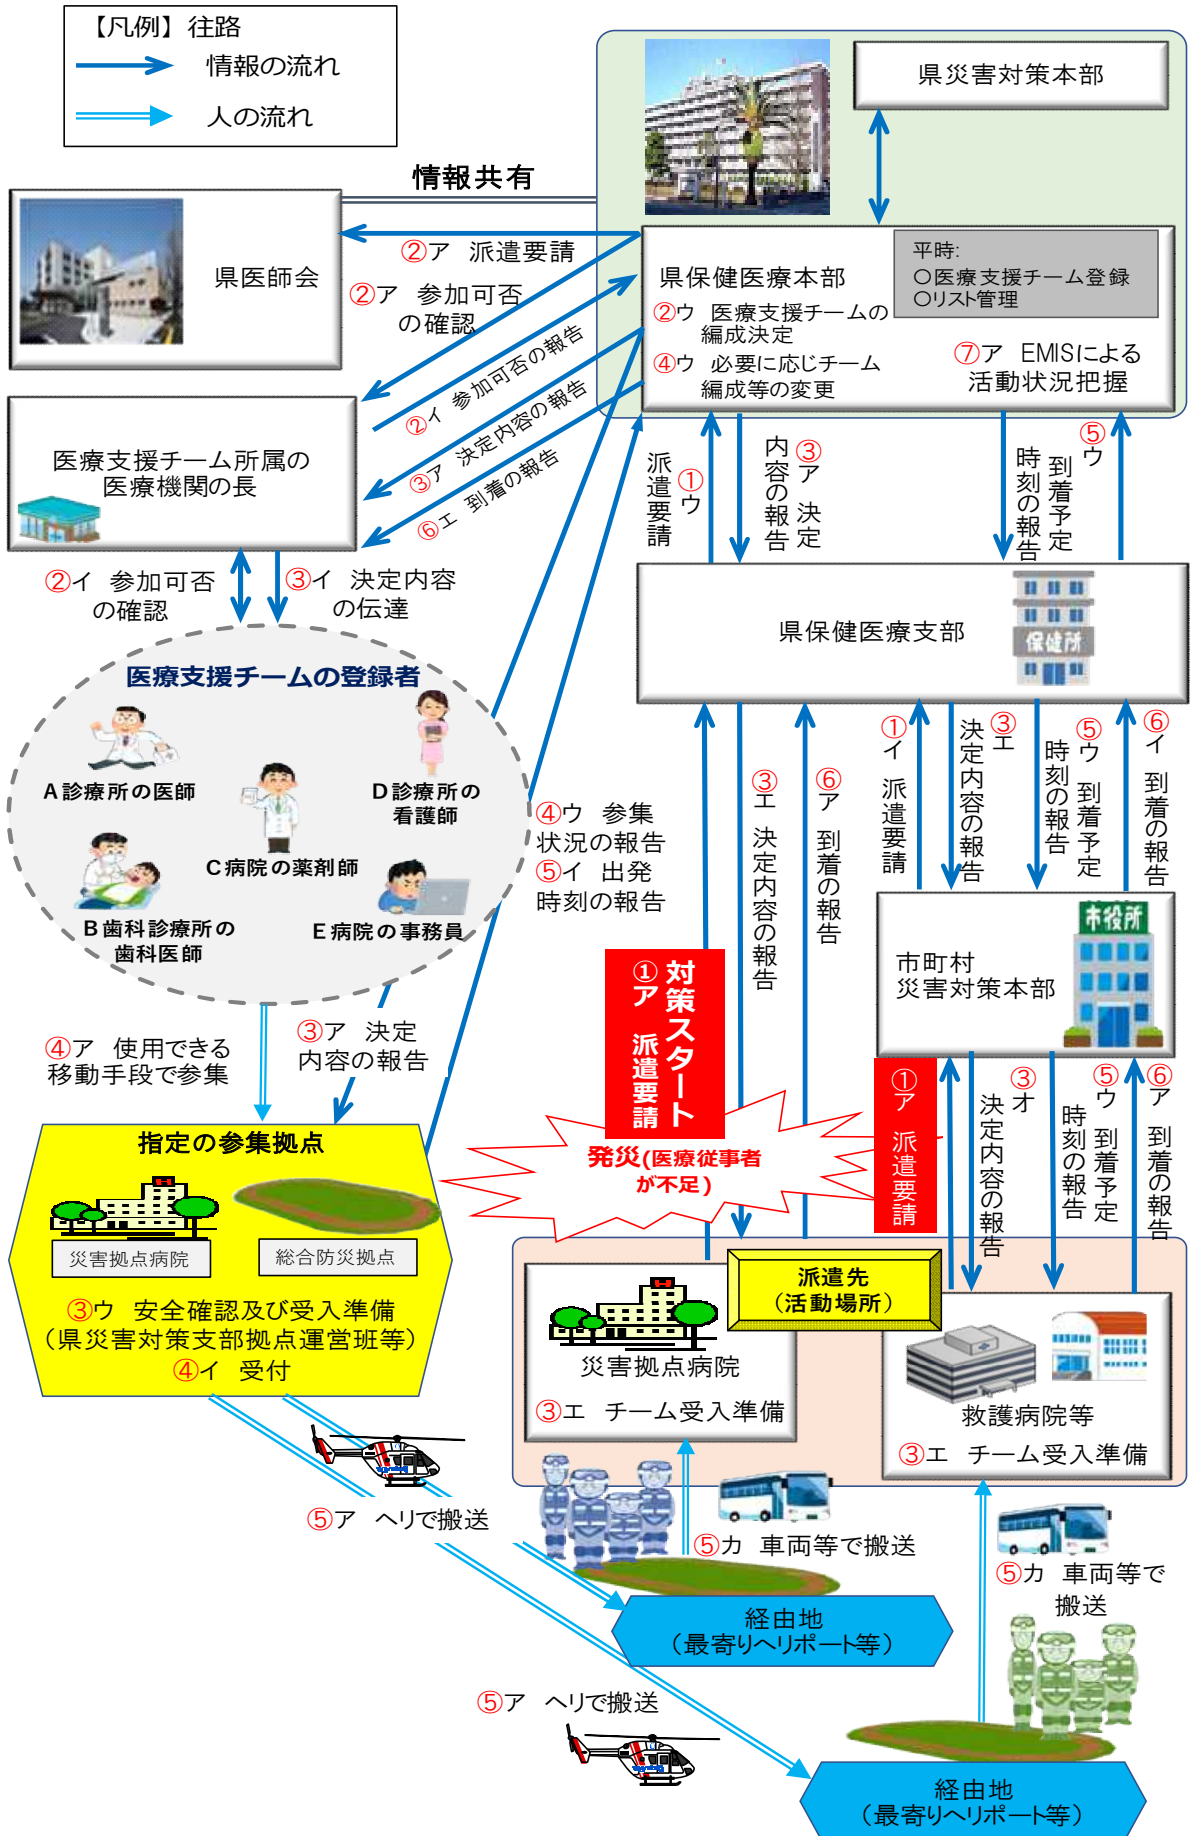 【凡例】往路
情報の流れ
人の流れ
県災害対策本部
情報共有
県医師会
②ア 派遣要請
②ア 参加可否
の確認
県保健医療本部
②ウ 医療支援チームの
編成決定
④ウ 必要に応じチーム
編成等の変更
平時:
○医療支援チーム登録
○リスト管理
⑦ア EMISによる
活動状況把握
②イ 参加可否の報告
③ア 決定内容の報告
⑥エ 到着の報告
医療支援チーム所属の
医療機関の長
①ウ
派遣要請
③ア 決定
内容の報告
⑤ウ
到着予定
時刻の報告
②イ 参加可否
の確認
③イ 決定内容
の伝達
県保健医療支部
保健所
医療支援チームの登録者
A診療所の医師
D診療所の
看護師
C病院の薬剤師
B歯科診療所の
歯科医師
E病院の事務員
④ウ 参集
状況の報告
⑤イ 出発
時刻の報告
③エ 決定内容の報告
⑥ア 到着の報告
①イ 派遣要請
③エ
決定内容の報告
⑤ウ 到着予定
時刻の報告
⑥イ 到着の報告
市町村
災害対策本部
市役所
対策スタート
①ア 派遣要請
④ア 使用できる
移動手段で参集
③ア 決定
内容の報告
発災(医療従事者
が不足)
①ア 派遣要請
③オ
決定内容の報告
⑤ウ 到着予定
時刻の報告
⑥ア 到着の報告
指定の参集拠点
災害拠点病院
総合防災拠点
③ウ 安全確認及び受入準備
(県災害対策支部拠点運営班等)
④イ 受付
派遣先
(活動場所)
災害拠点病院
③エ チーム受入準備
救護病院等
③エ チーム受入準備
⑤ア ヘリで搬送
⑤カ 車両等で搬送
⑤カ 車両等で
搬送
経由地
(最寄りヘリポート等)
⑤ア ヘリで搬送
経由地
(最寄りヘリポート等)